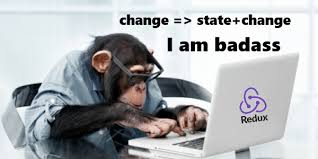 change => state+change
I am badass
Redux